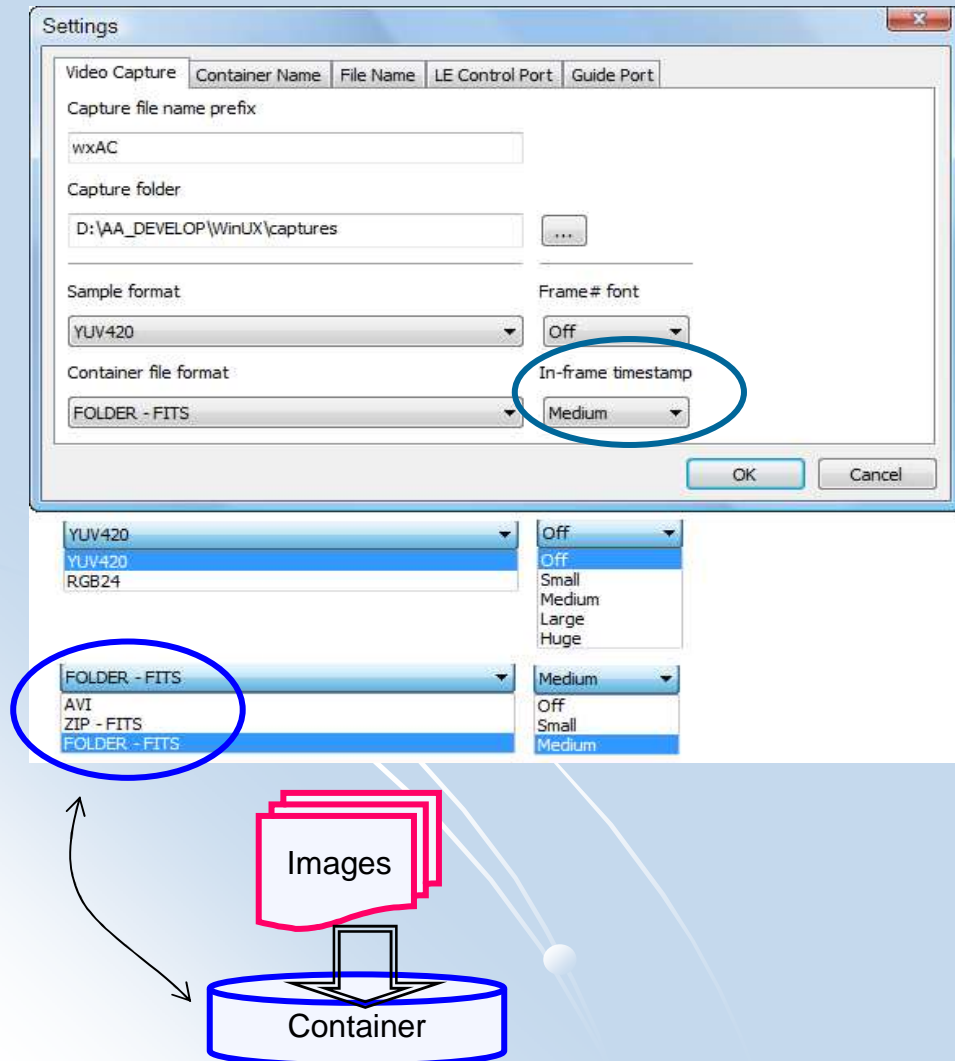 Settings
Video Capture Container Name File Name LE Control Port Guide Port
Capture file name prefix
wxAC
Capture folder
D:\AA_DEVELOP\WinUX\captures ...
Sample format Frame# font
YUV420 Off
Container file format In-frame timestamp
FOLDER - FITS Medium
OK Cancel
YUV420 Off
YUV420 Off
RGB24 Small
Medium
Large
Huge
FOLDER - FITS Medium
AVI Off
ZIP - FITS Small
FOLDER - FITS Medium
Images
Container